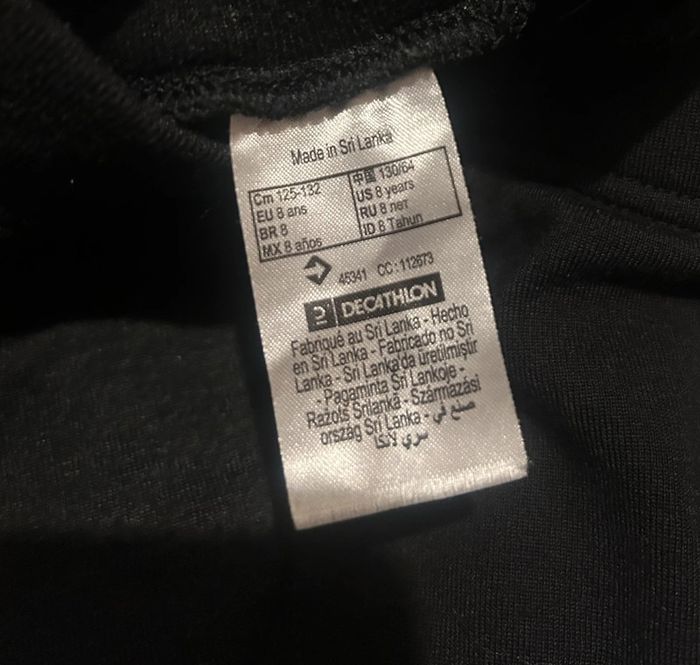 Made in Sri Lanka
Cm 125-132
EU 8 ans
BR 8
MX 8 años
中国 130/64
US 8 years
RU 8 лет
ID 8 Tahun
45341 CC:112673
DECATHLON
Fabriqué au Sri Lanka - Hecho
en Sri Lanka - Fabricado no Sri
Lanka - Sri Lanka'da üretilmiştir
- Pagaminta Šri Lankoje -
Ražots Šrilankā - Származási
ország Sri Lanka - صنع في
سري لانكا